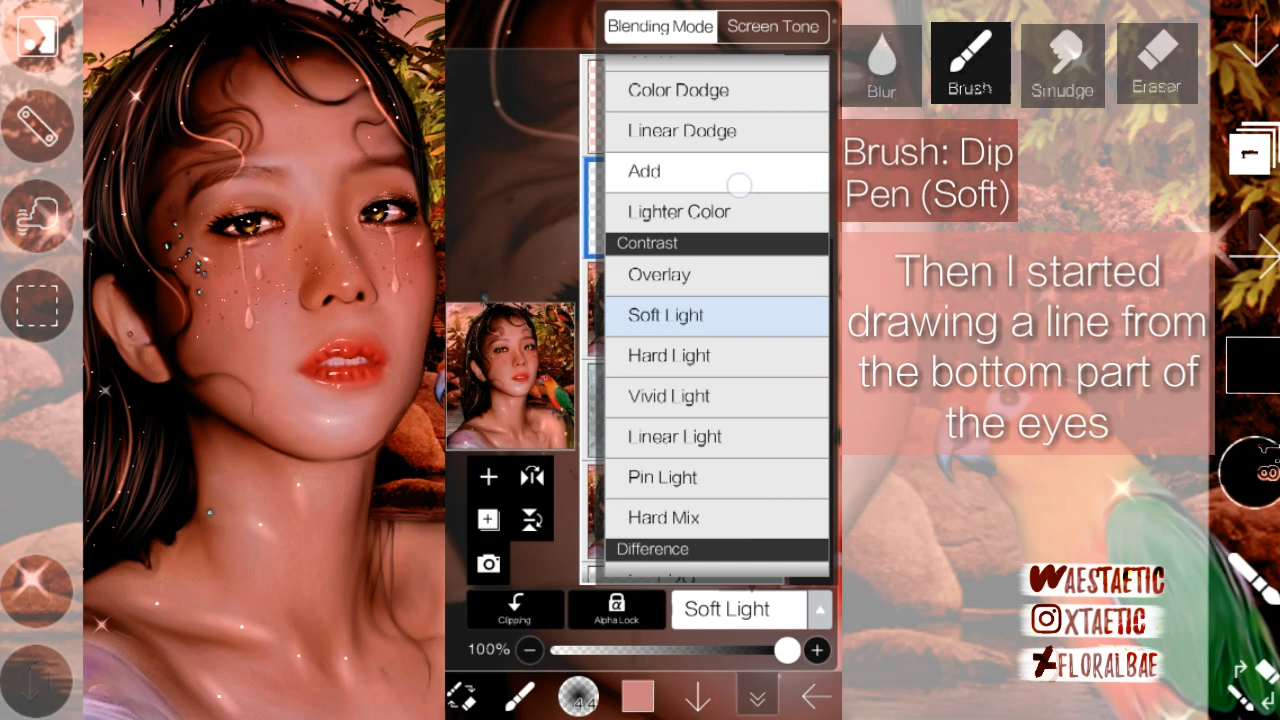 Blending Mode
Screen Tone
Color Dodge
Linear Dodge
Add
Lighter Color
Contrast
Overlay
Soft Light
Hard Light
Vivid Light
Linear Light
Pin Light
Hard Mix
Difference
Clipping
Alpha Lock
Soft Light
100%
44
Blur
Brush
Smudge
Eraser
Brush: Dip
Pen (Soft)
Then I started
drawing a line from
the bottom part of
the eyes
WAESTAETIC
XTAETIC
FLORALBAE